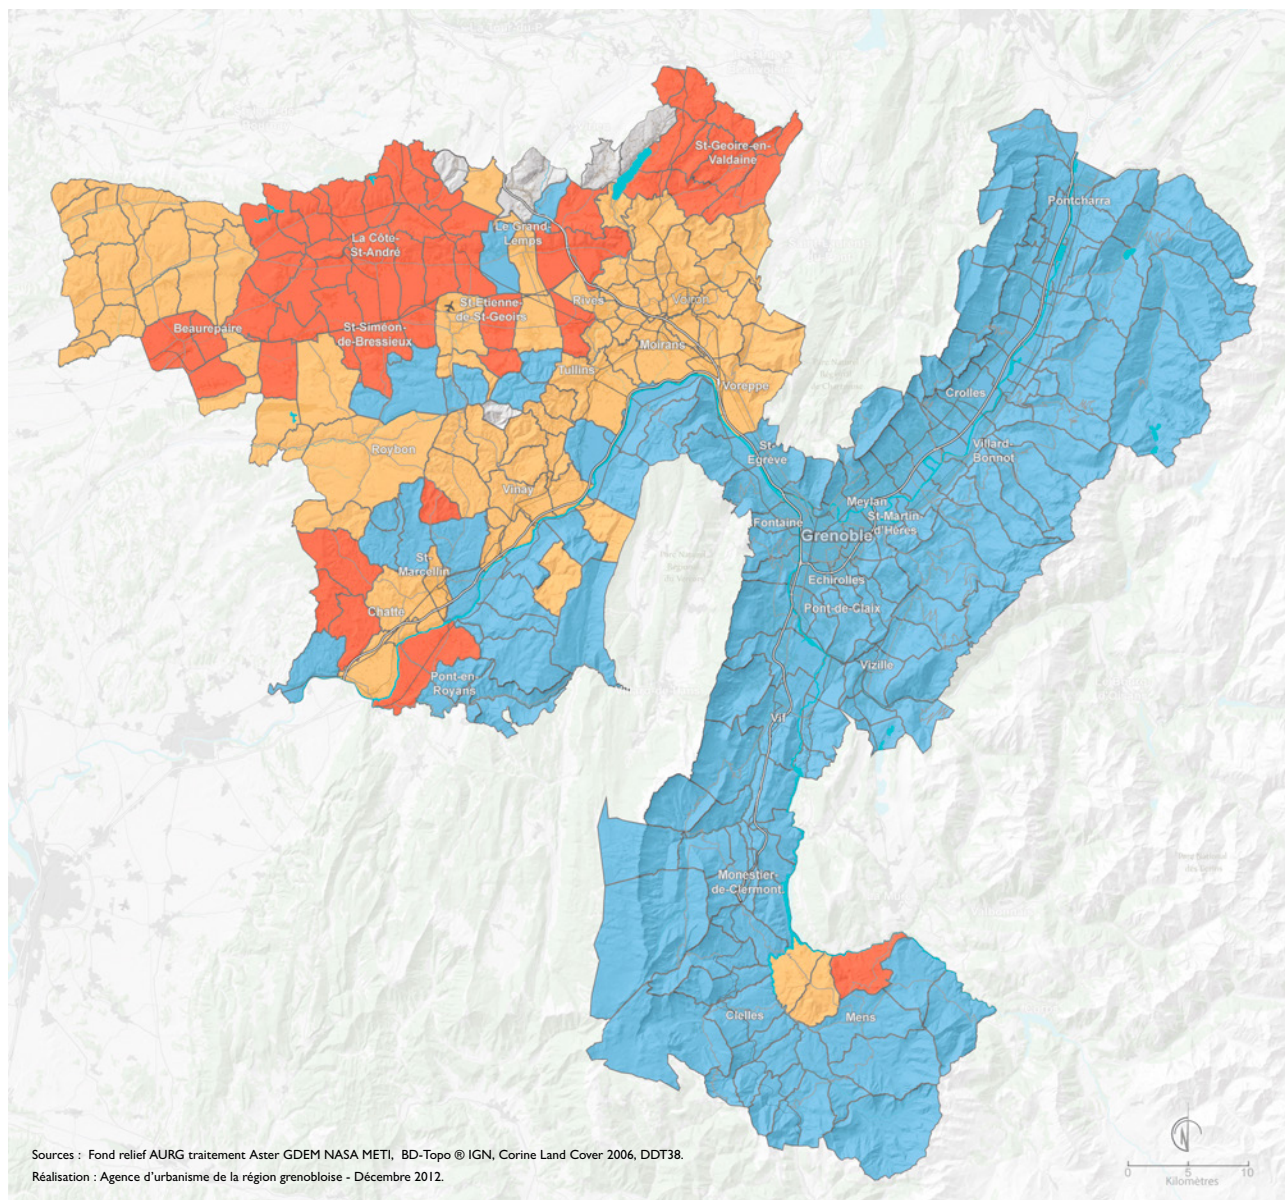 St-Geoire-en-
Valdaine
Pontcharra
La Côte-
St-André
Le Grand-
Lemps
St-Etienne-
de-St-Geoirs
Rives
Voiron
Beaurepaire
St-Siméon-
de-Bressieux
Moirans
Tullins
Voreppe
Crolles
Villard-
Bonnot
St-
Egrève
Roybon
Vinay
Meylan
St-Martin-
d'Hères
Fontaine
Grenoble
Echirolles
St-
Marcellin
Chatte
Pont-de-Claix
Vizille
Pont-en-
Royans
Vif
Monestier-
de-Clermont
Clelles
Mens
N
0 5 10
Kilomètres
Sources : Fond relief AURG traitement Aster GDEM NASA METI, BD-Topo ® IGN, Corine Land Cover 2006, DDT38.
Réalisation : Agence d'urbanisme de la région grenobloise - Décembre 2012.